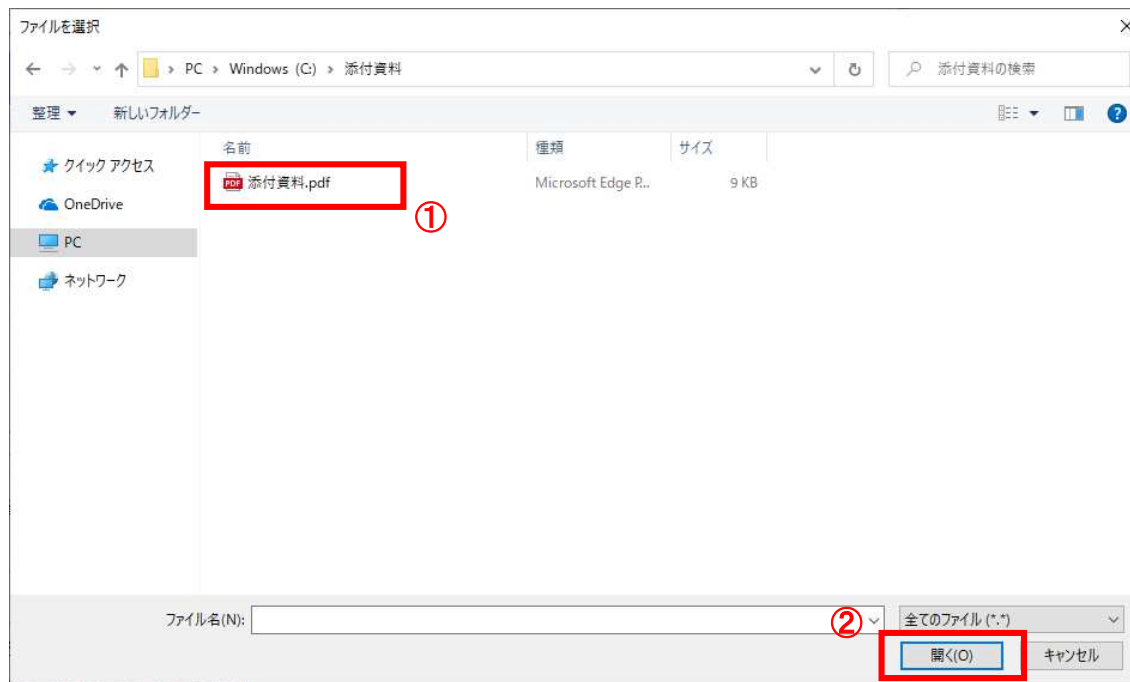 ファイルを選択
PC › Windows (C:) › 添付資料
添付資料の検索
整理 新しいフォルダー
名前 種類 サイズ
クイック アクセス
PDF 添付資料.pdf Microsoft Edge P... 9 KB
①
OneDrive
PC
ネットワーク
ファイル名(N): ② 全てのファイル (*.*)
開く(O) キャンセル